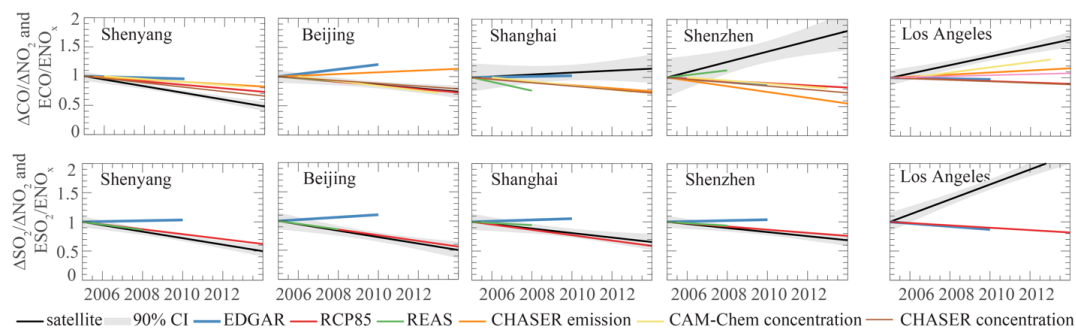 ΔCO/ΔNO₂ and
ECO/ENOₓ
2
1.5
1
0.5
0
Shenyang
Beijing
Shanghai
Shenzhen
Los Angeles
ΔSO₂/ΔNO₂ and
ESO₂/ENOₓ
2
1.5
1
0.5
0
Shenyang
Beijing
Shanghai
Shenzhen
Los Angeles
2006 2008 2010 2012
2006 2008 2010 2012
2006 2008 2010 2012
2006 2008 2010 2012
2006 2008 2010 2012
satellite 90% CI EDGAR RCP85 REAS CHASER emission CAM-Chem concentration CHASER concentration